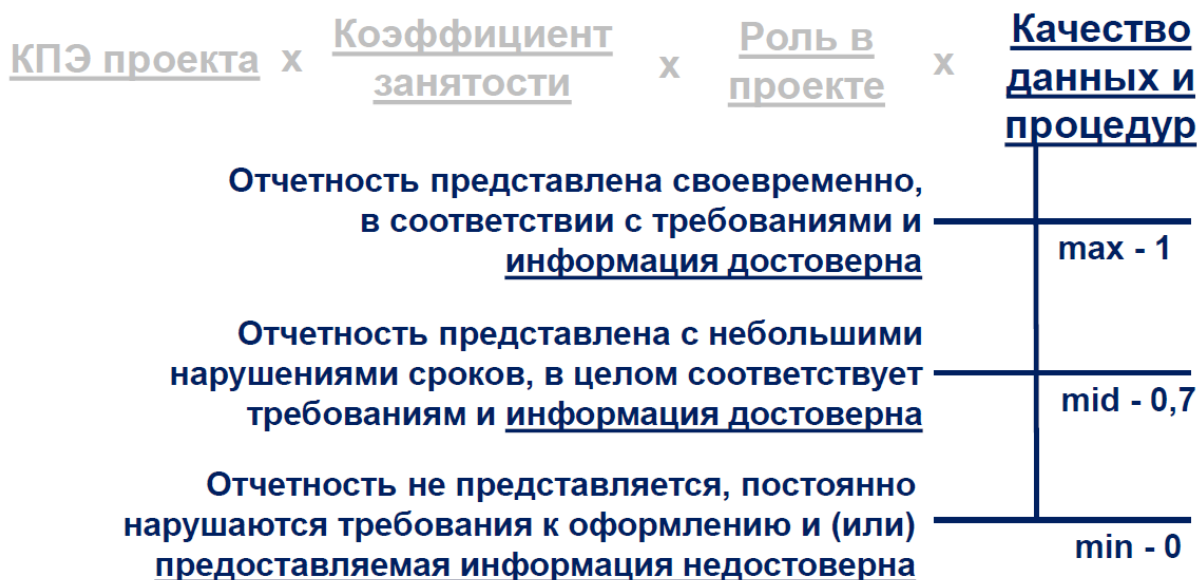 КПЭ проекта х Коэффициент занятости х Роль в проекте х Качество данных и процедур
Отчетность представлена своевременно,
в соответствии с требованиями и
информация достоверна
max - 1
Отчетность представлена с небольшими
нарушениями сроков, в целом соответствует
требованиям и информация достоверна
mid - 0,7
Отчетность не представляется, постоянно
нарушаются требования к оформлению и (или)
предоставляемая информация недостоверна
min - 0